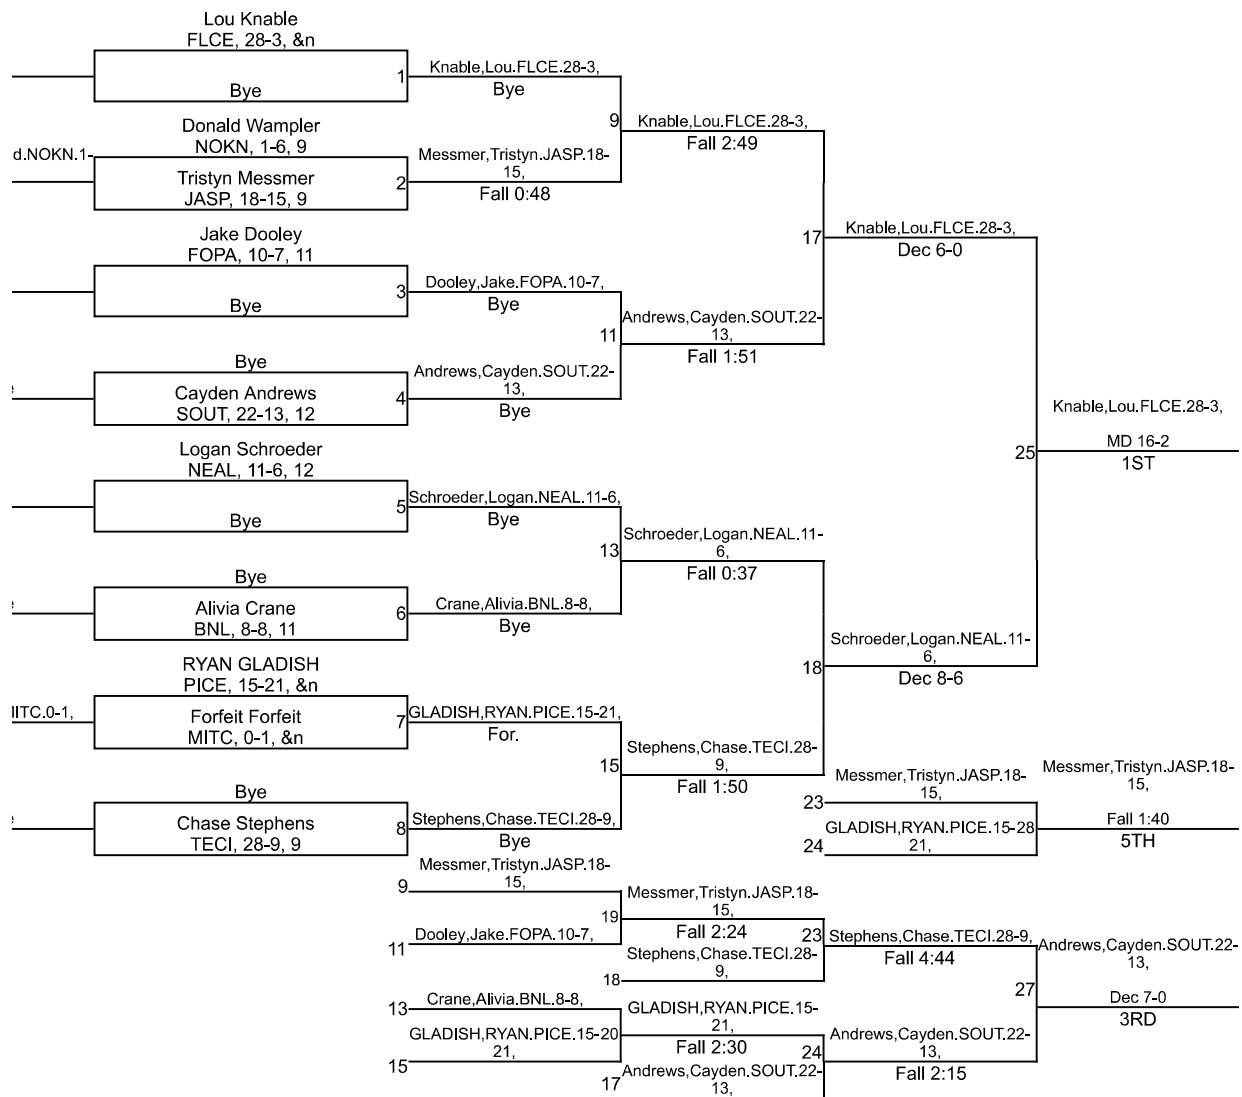 Lou Knable
FLCE, 28-3, &n
Bye
1
Knable,Lou.FLCE.28-3,
Bye
Donald Wampler
NOKN, 1-6, 9
d.NOKN.1-
Tristyn Messmer
JASP, 18-15, 9
2
Messmer,Tristyn.JASP.18-
15,
Fall 0:48
9
Knable,Lou.FLCE.28-3,
Fall 2:49
Jake Dooley
FOPA, 10-7, 11
Bye
3
Dooley,Jake.FOPA.10-7,
Bye
17
Knable,Lou.FLCE.28-3,
Dec 6-0
11
Andrews,Cayden.SOUT.22-
13,
Fall 1:51
Bye
Cayden Andrews
SOUT, 22-13, 12
4
Andrews,Cayden.SOUT.22-
13,
Bye
Logan Schroeder
NEAL, 11-6, 12
Bye
5
Schroeder,Logan.NEAL.11-6,
Bye
25
Knable,Lou.FLCE.28-3,
MD 16-2
1ST
13
Schroeder,Logan.NEAL.11-
6,
Fall 0:37
Bye
Alivia Crane
BNL, 8-8, 11
6
Crane,Alivia.BNL.8-8,
Bye
18
Schroeder,Logan.NEAL.11-
6,
Dec 8-6
RYAN GLADISH
PICE, 15-21, &n
MITC.0-1,
Forfeit Forfeit
MITC, 0-1, &n
7
GLADISH,RYAN.PICE.15-21,
For.
15
Stephens,Chase.TECI.28-
9,
Fall 1:50
Bye
Chase Stephens
TECI, 28-9, 9
8
Stephens,Chase.TECI.28-9,
Bye
23
Messmer,Tristyn.JASP.18-
15,
24
GLADISH,RYAN.PICE.15-28
21,
Messmer,Tristyn.JASP.18-
15,
Fall 1:40
5TH
9
Messmer,Tristyn.JASP.18-
15,
11
Dooley,Jake.FOPA.10-7,
19
Messmer,Tristyn.JASP.18-
15,
Fall 2:24
18
Stephens,Chase.TECI.28-
9,
23
Stephens,Chase.TECI.28-9,
Fall 4:44
13
Crane,Alivia.BNL.8-8,
15
GLADISH,RYAN.PICE.15-20
21,
GLADISH,RYAN.PICE.15-
21,
Fall 2:30
17
Andrews,Cayden.SOUT.22-
13,
24
Andrews,Cayden.SOUT.22-
13,
Fall 2:15
27
Andrews,Cayden.SOUT.22-
13,
Dec 7-0
3RD